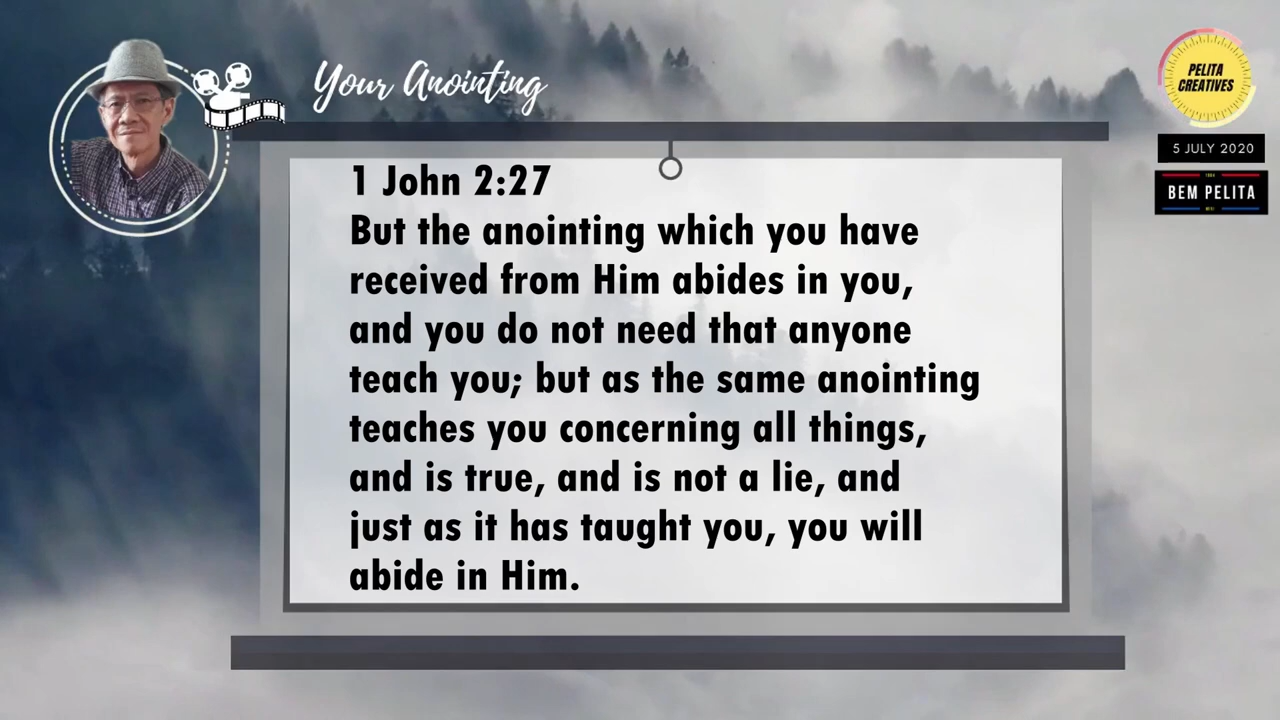 Your Anointing
PELITA
CREATIVES
5 JULY 2020
BEM PELITA
1 John 2:27
But the anointing which you have
received from Him abides in you,
and you do not need that anyone
teach you; but as the same anointing
teaches you concerning all things,
and is true, and is not a lie, and
just as it has taught you, you will
abide in Him.